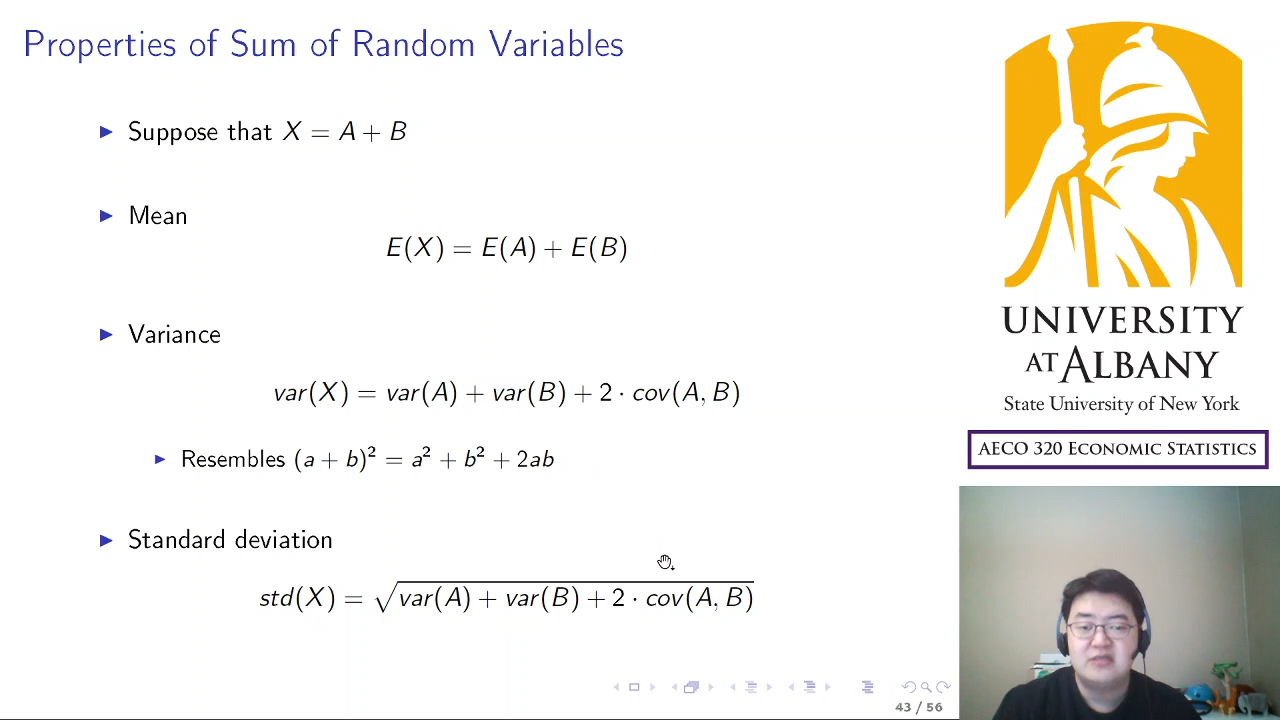 Properties of Sum of Random Variables
▶ Suppose that X = A + B
▶ Mean
E(X) = E(A) + E(B)
▶ Variance
var(X) = var(A) + var(B) + 2 · cov(A, B)
▶ Resembles (a + b)² = a² + b² + 2ab
▶ Standard deviation
std(X) = √var(A) + var(B) + 2 · cov(A, B)
43 / 56
UNIVERSITY
AT ALBANY
State University of New York
AECO 320 Economic Statistics